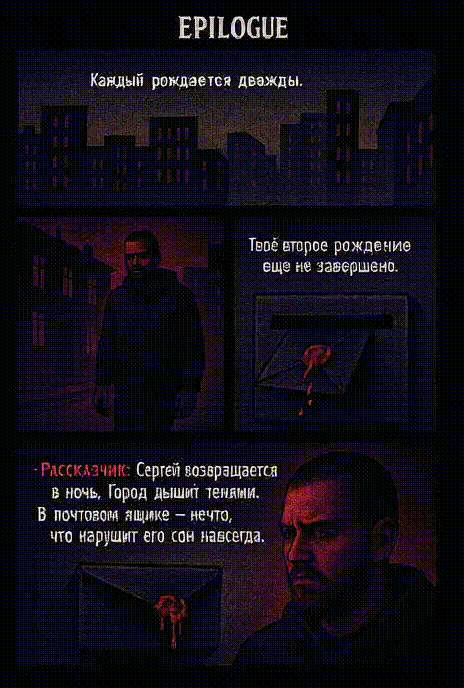 EPILOGUE
Каждый рождается дважды.
Твоё второе рождение
еще не завершено.
-Рассказчик: Сергей возвращается
в ночь. Город дышит тенями.
В почтовом ящике – нечто,
что нарушит его сон навсегда.